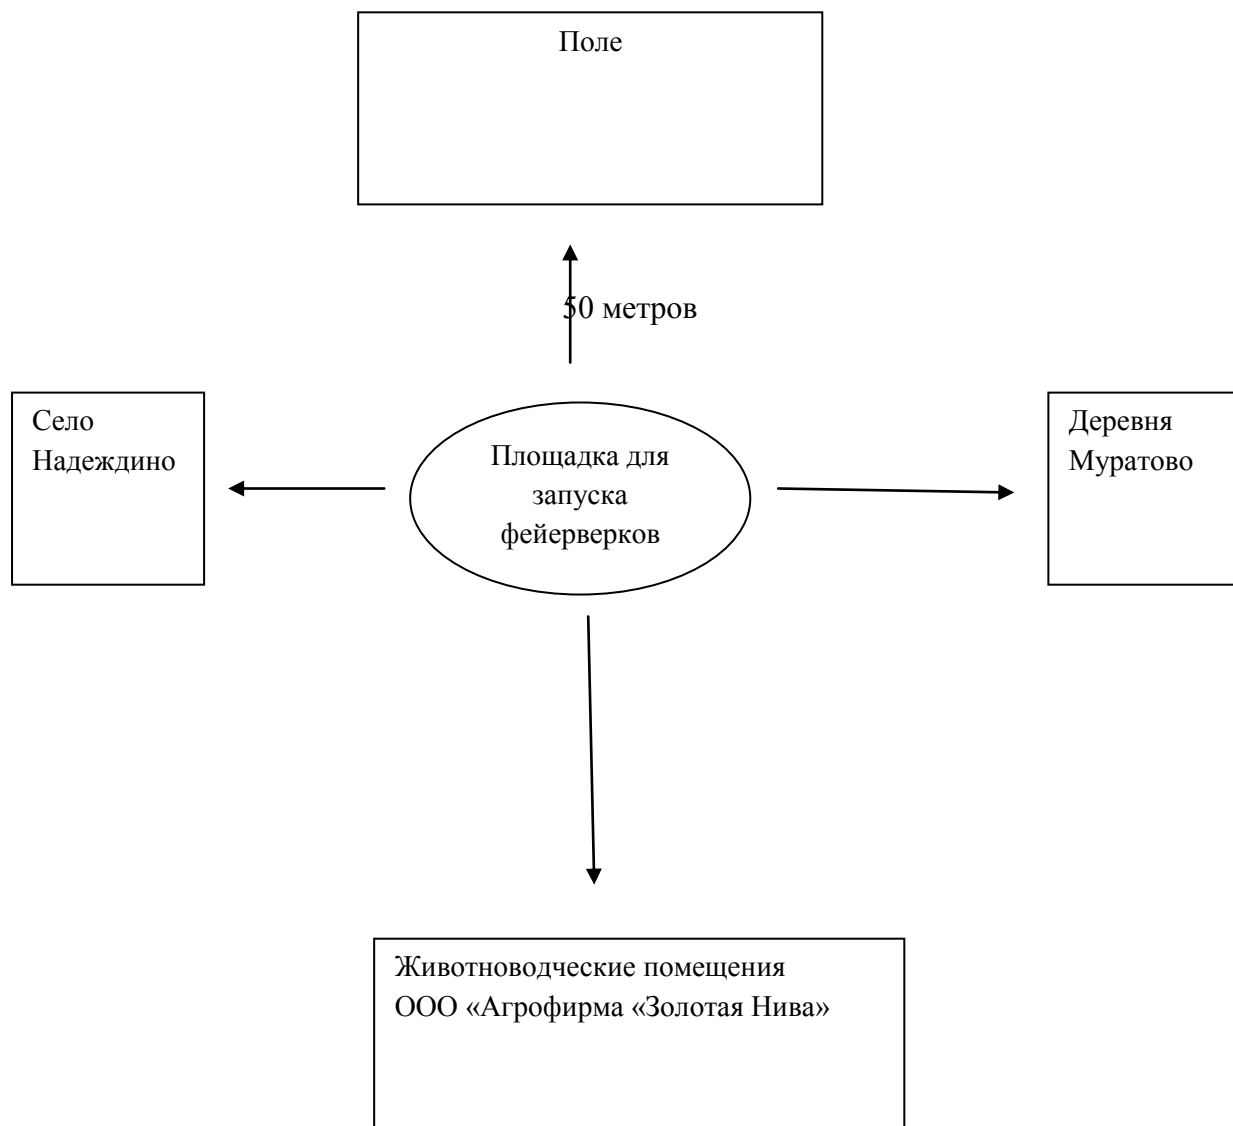 Поле
50 метров
Село
Надеждино
Площадка для
запуска
фейерверков
Деревня
Муратово
Животноводческие помещения
ООО «Агрофирма «Золотая Нива»